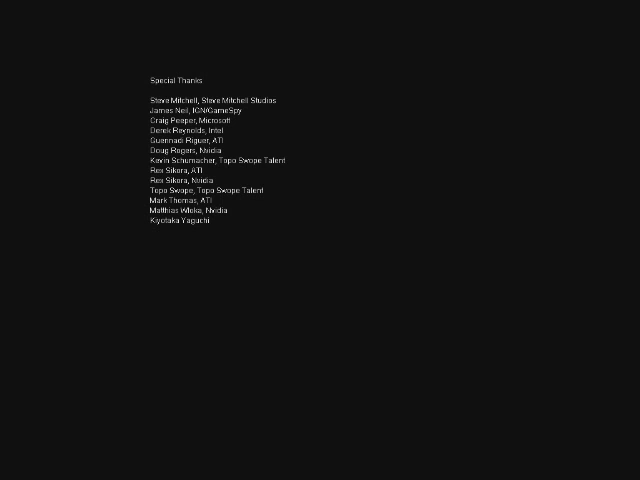 Special Thanks
Steve Mitchell, Steve Mitchell Studios
James Neil, IGN/GameSpy
Craig Peeper, Microsoft
Derek Reynolds, Intel
Guennadi Riguer, ATI
Doug Rogers, Nvidia
Kevin Schumacher, Topo Swope Talent
Rex Sikora, ATI
Rex Sikora, Nvidia
Topo Swope, Topo Swope Talent
Mark Thomas, ATI
Matthias Wloka, Nvidia
Kiyotaka Yaguchi